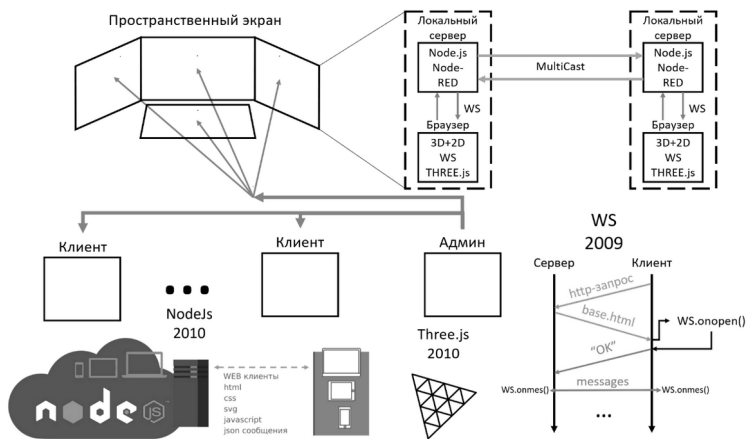 Пространственный экран
Локальный
сервер
Node.js
Node-
RED
WS
Браузер
3D+2D
WS
THREE.js
MultiCast
Локальный
сервер
Node.js
Node-
RED
WS
Браузер
3D+2D
WS
THREE.js
Клиент
Клиент
Админ
NodeJs
2010
Three.js
2010
node
JS
WEB клиенты
html
css
svg
javascript
json сообщения
WS
2009
Сервер
Клиент
http-запрос
base.html
WS.onopen()
"OK"
WS.onmes()
messages
WS.onmes()
...